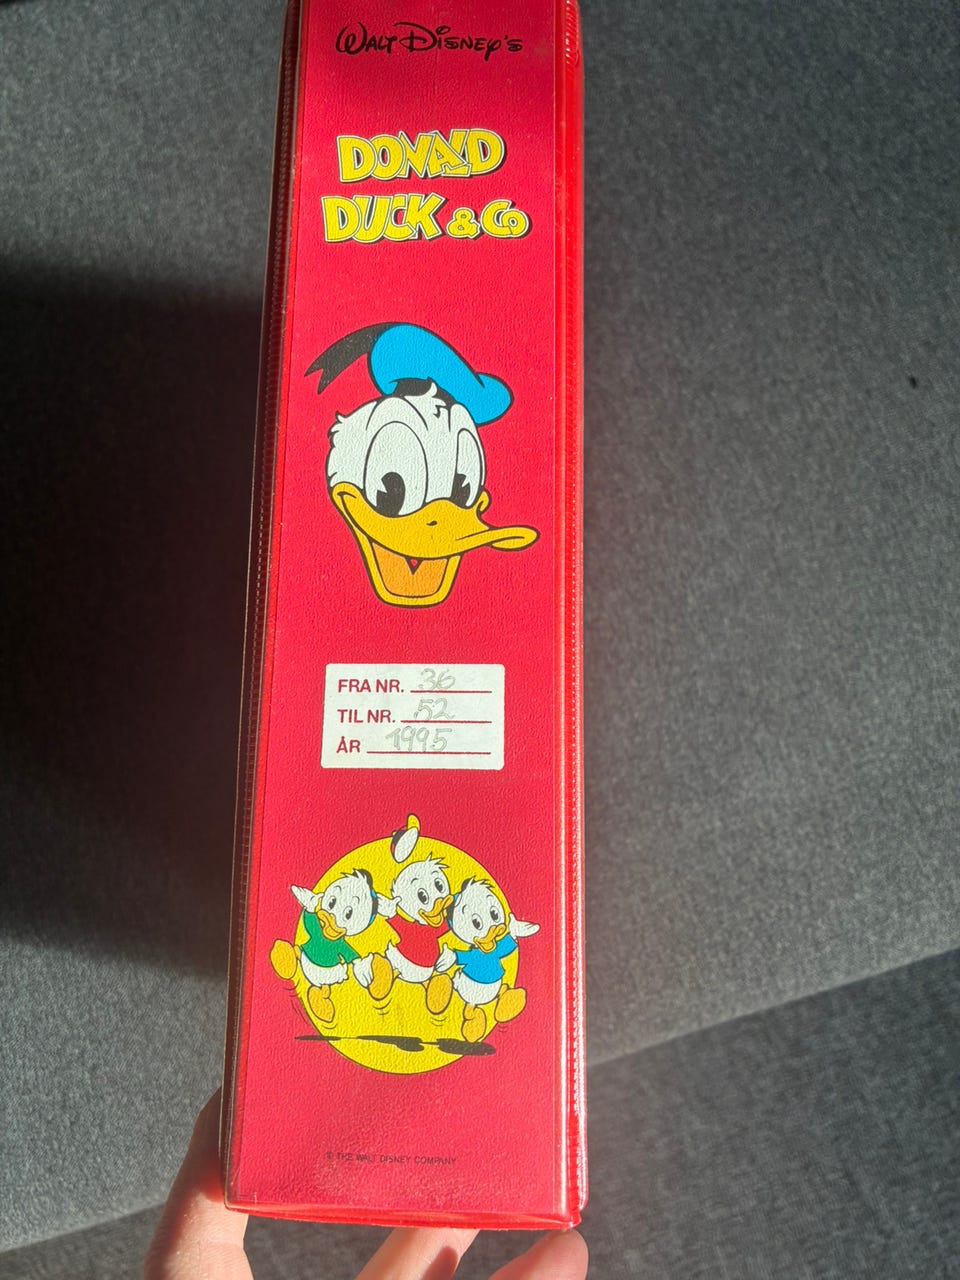 WALT DISNEY'S
DONALD
DUCK & Co
FRA NR. 36
TIL NR. 52
ÅR 1995
© THE WALT DISNEY COMPANY